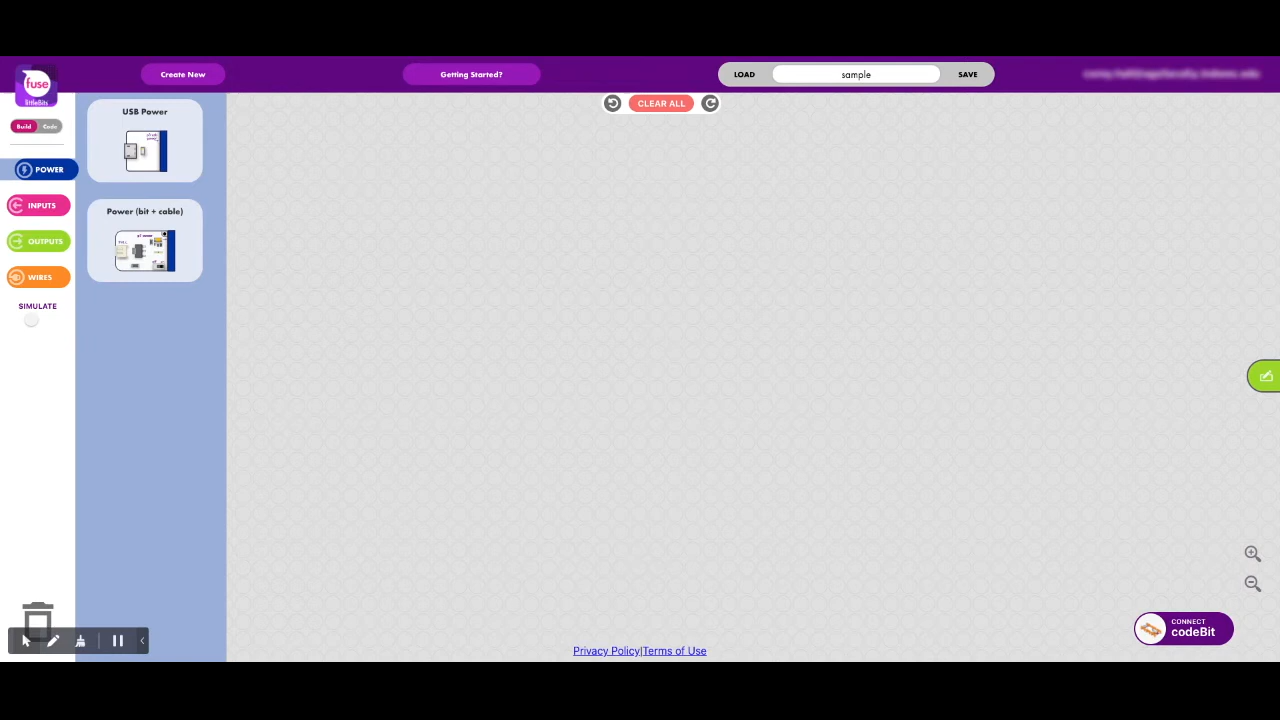 fuse
littleBits
Create New
Getting Started?
LOAD
sample
SAVE
CLEAR ALL
Build
Code
POWER
INPUTS
OUTPUTS
WIRES
SIMULATE
USB Power
Power (bit + cable)
CONNECT
codeBit
Privacy Policy|Terms of Use